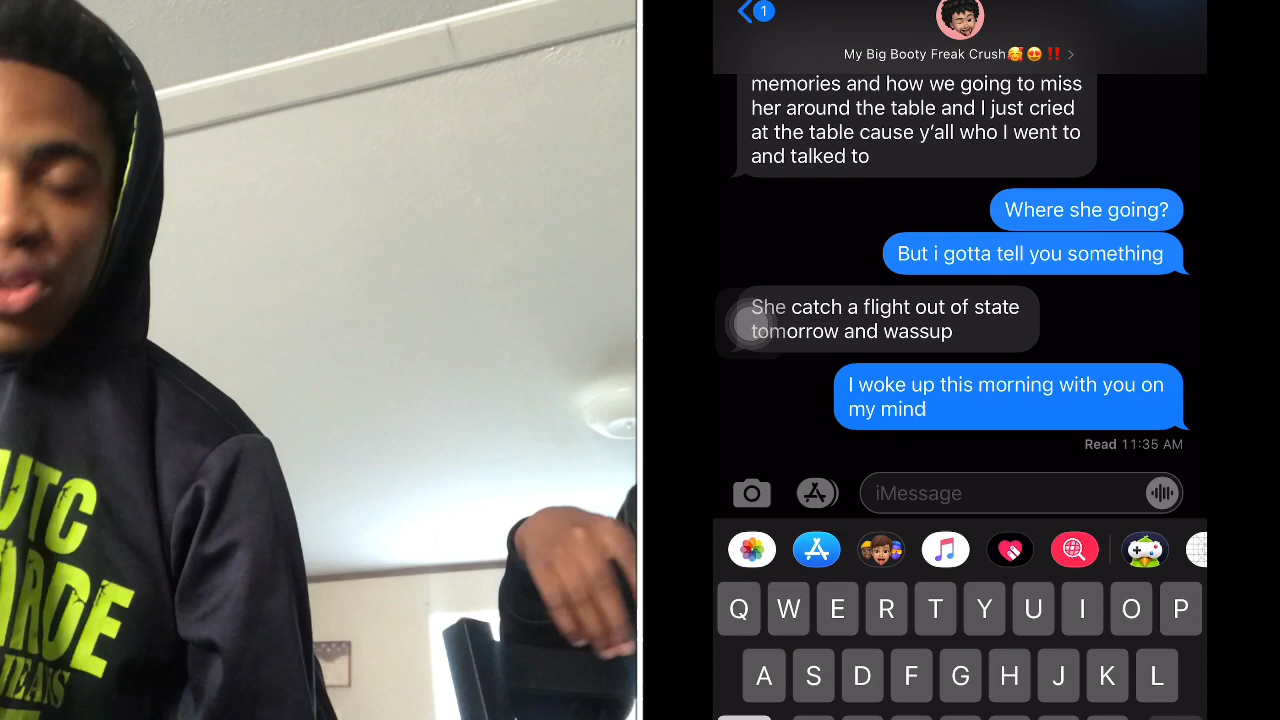 1
My Big Booty Freak Crush🥰😍‼️ >
memories and how we going to miss
her around the table and I just cried
at the table cause y'all who I went to
and talked to
Where she going?
But i gotta tell you something
She catch a flight out of state
tomorrow and wassup
I woke up this morning with you on
my mind
Read 11:35 AM
iMessage
Q W E R T Y U I O P
A S D F G H J K L
UTC
ORDE
JEANS